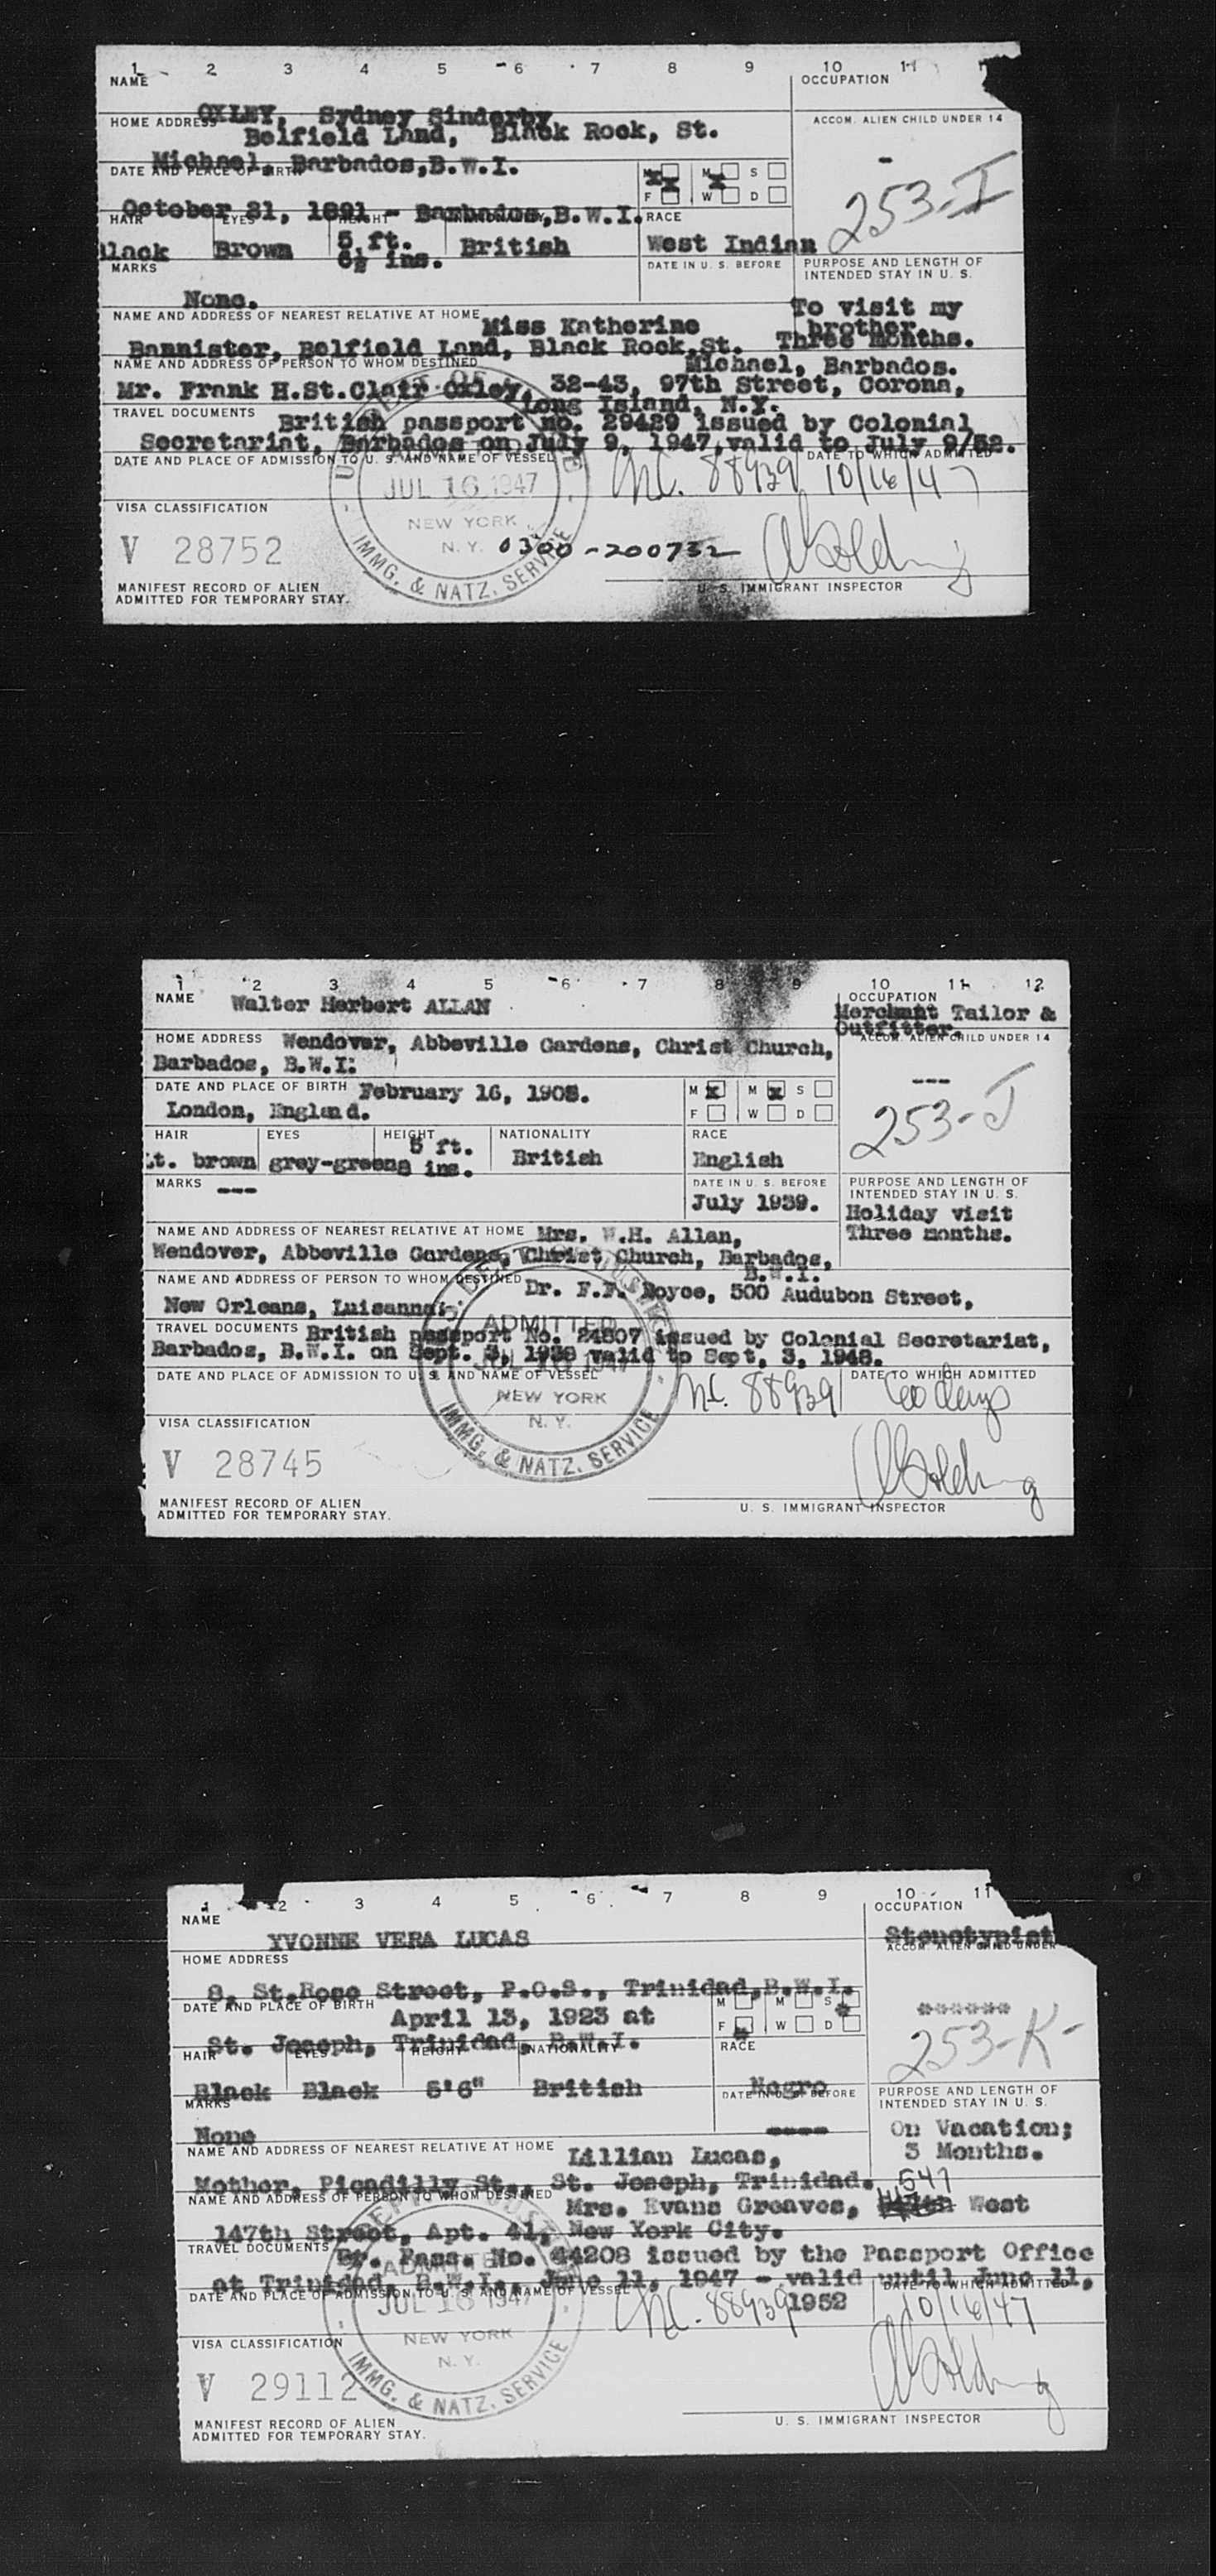 1 2 3 4 5 6 7 8 9 10 11
NAME
OCCUPATION
OXLEY, Sydney Sinderby
HOME ADDRESS
ACCOM. ALIEN CHILD UNDER 14
Belfield Land, Black Rock, St.
Michael, Barbados, B.W.I.
-
DATE AND PLACE OF BIRTH
M M S
F W D
253-I
October 21, 1891 - Barbados, B.W.I.
HAIR EYES HEIGHT NATIONALITY RACE
lack Brown 5 ft. 6½ ins. British West Indian
MARKS
DATE IN U. S. BEFORE
PURPOSE AND LENGTH OF
INTENDED STAY IN U. S.
None.
To visit my
brother.
Three months.
NAME AND ADDRESS OF NEAREST RELATIVE AT HOME Miss Katherine
Bannister, Belfield Land, Black Rock, St.
Michael, Barbados.
NAME AND ADDRESS OF PERSON TO WHOM DESTINED
Mr. Frank H.St.Clair Oxley, 32-43, 97th Street, Corona,
Long Island, N.Y.
TRAVEL DOCUMENTS
British passport no. 29429 issued by Colonial
Secretariat, Barbados on July 9, 1947, valid to July 9/52.
DATE AND PLACE OF ADMISSION TO U. S. AND NAME OF VESSEL
DATE TO WHICH ADMITTED
JUL 16 1947
88939 10/16/47
NEW YORK
N. Y.
IMMG. & NATZ. SERVICE
VISA CLASSIFICATION
V 28752
0300-200732
MANIFEST RECORD OF ALIEN
ADMITTED FOR TEMPORARY STAY.
U. S. IMMIGRANT INSPECTOR
1 2 3 4 5 6 7 8 9 10 11 12
NAME Walter Herbert ALLAN
OCCUPATION
Merchant Tailor &
Outfitter.
HOME ADDRESS Wendover, Abbeville Gardens, Christ Church,
ACCOM. ALIEN CHILD UNDER 14
Barbados, B.W.I.
---
DATE AND PLACE OF BIRTH February 16, 1908.
M X M X S
F W D
253-J
London, England.
HAIR EYES HEIGHT NATIONALITY RACE
t. brown grey-green 5 ft. ins. British English
MARKS ---
DATE IN U. S. BEFORE
July 1939.
PURPOSE AND LENGTH OF
INTENDED STAY IN U. S.
Holiday visit
Three months.
NAME AND ADDRESS OF NEAREST RELATIVE AT HOME Mrs. W.H. Allan,
Wendover, Abbeville Gardens, Christ Church, Barbados,
B.W.I.
NAME AND ADDRESS OF PERSON TO WHOM DESTINED Dr. F.F. Boyce, 500 Audubon Street,
New Orleans, Luisanna.
TRAVEL DOCUMENTS British passport No. 24807 issued by Colonial Secretariat,
Barbados, B.W.I. on Sept. 3, 1938 valid to Sept. 3, 1948.
DATE AND PLACE OF ADMISSION TO U. S. AND NAME OF VESSEL
DATE TO WHICH ADMITTED
ADMITTED
NEW YORK
N. Y.
IMMG. & NATZ. SERVICE
88939 60 days
VISA CLASSIFICATION
V 28745
MANIFEST RECORD OF ALIEN
ADMITTED FOR TEMPORARY STAY.
U. S. IMMIGRANT INSPECTOR
1 2 3 4 5 6 7 8 9 10 11
NAME
OCCUPATION
YVONNE VERA LUCAS
Stenotypist
HOME ADDRESS
ACCOM. ALIEN CHILD UNDER
8, St.Rose Street, P.O.S., Trinidad, B.W.I.
DATE AND PLACE OF BIRTH
April 13, 1923 at
M M S
F W D
*******
253-K-
St. Joseph, Trinidad, B.W.I.
HAIR EYES HEIGHT NATIONALITY RACE
Black Black 5'6" British Negro
MARKS
DATE IN U. S. BEFORE
PURPOSE AND LENGTH OF
INTENDED STAY IN U. S.
None
----
On Vacation;
3 Months.
NAME AND ADDRESS OF NEAREST RELATIVE AT HOME Lillian Lucas,
Mother, Picadilly St., St. Joseph, Trinidad.
NAME AND ADDRESS OF PERSON TO WHOM DESTINED
547
Mrs. Evans Greaves, West
147th Street, Apt. 41, New York City.
TRAVEL DOCUMENTS
Br. Pass. No. 44208 issued by the Passport Office
at Trinidad, B.W.I., June 11, 1947 - valid until June 11,
1952
DATE AND PLACE OF ADMISSION TO U. S. AND NAME OF VESSEL
DATE TO WHICH ADMITTED
ADMITTED
JUL 16 1947
88939 10/16/47
NEW YORK
N. Y.
IMMG. & NATZ. SERVICE
VISA CLASSIFICATION
V 29112
MANIFEST RECORD OF ALIEN
ADMITTED FOR TEMPORARY STAY.
U. S. IMMIGRANT INSPECTOR